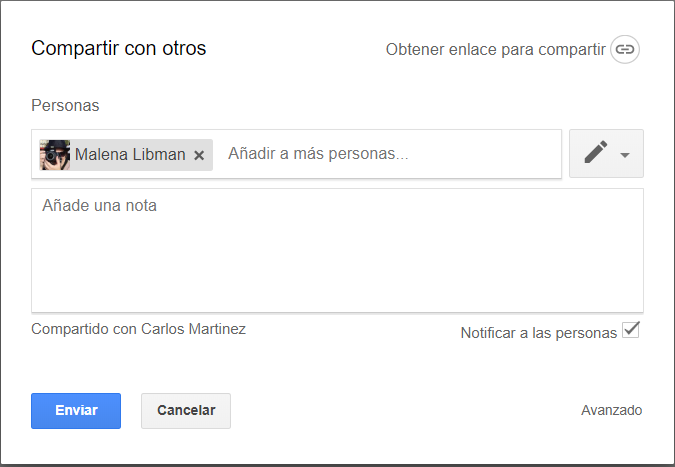 Compartir con otros
Obtener enlace para compartir
Personas
Malena Libman × Añadir a más personas...
Añade una nota
Compartido con Carlos Martinez
Notificar a las personas
Enviar
Cancelar
Avanzado